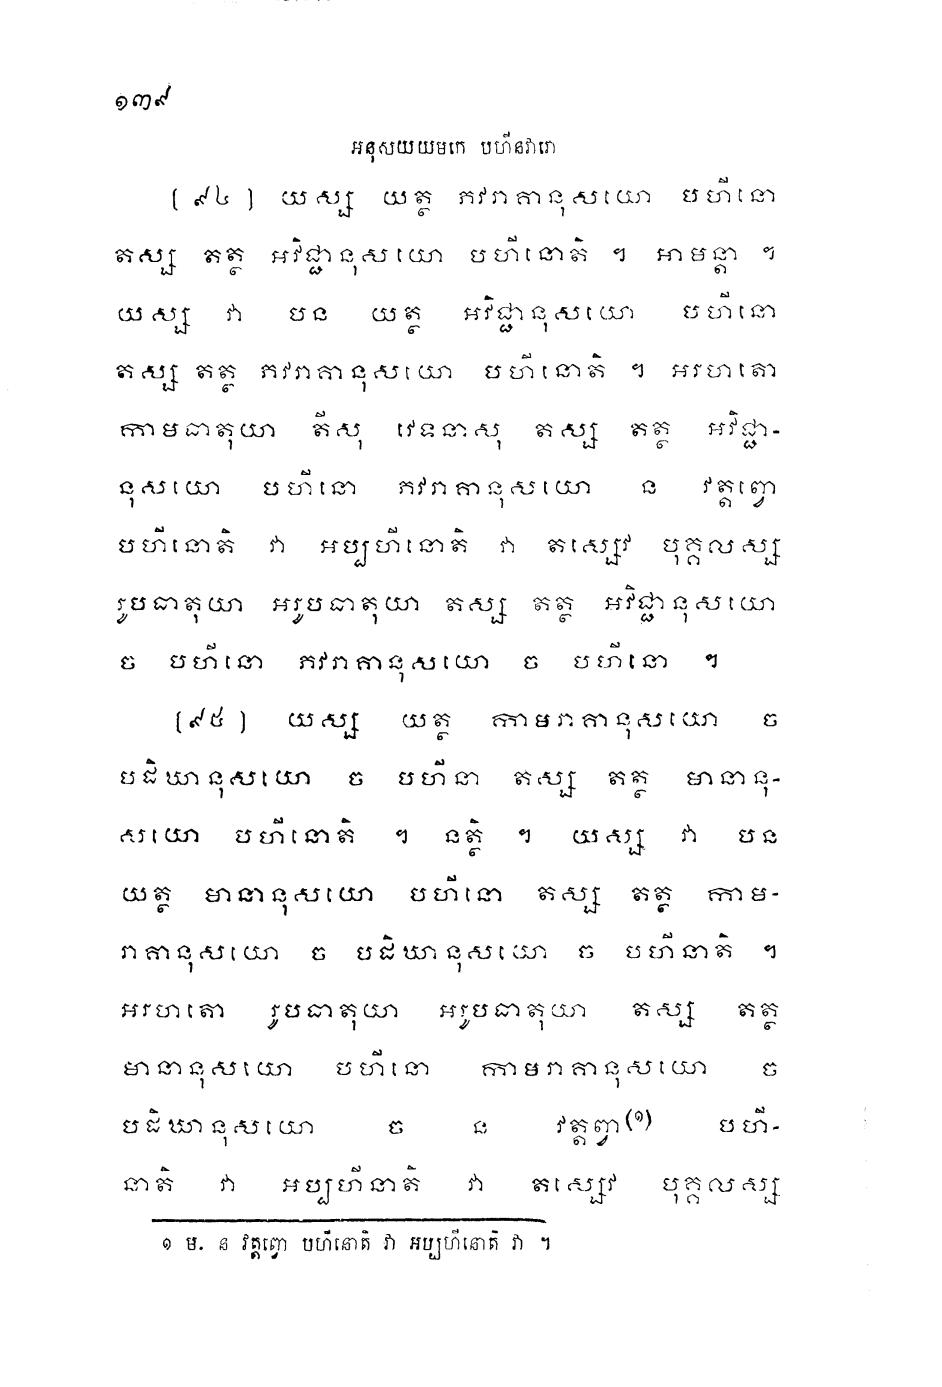 ១៣៩
អនុសយយមកេ បហីនវារោ
[ ៩៤ ] យស្ស យត្ថ ភវរាគានុសយោ បហីនោ
តស្ស តត្ថ អវិជ្ជានុសយោ បហីនោតិ ។ អាមន្តា ។
យស្ស វា បន យត្ថ អវិជ្ជានុសយោ បហីនោ
តស្ស តត្ថ ភវរាគានុសយោ បហីនោតិ ។ អរហតោ
កាមធាតុយា តីសុ វេទនាសុ តស្ស តត្ថ អវិជ្ជា-
នុសយោ បហីនោ ភវរាគានុសយោ ន វត្តព្វោ
បហីនោតិ វា អប្បហីនោតិ វា តស្សេវ បុគ្គលស្ស
រូបធាតុយា អរូបធាតុយា តស្ស តត្ថ អវិជ្ជានុសយោ
ច បហីនោ ភវរាគានុសយោ ច បហីនោ ។
[៩៥] យស្ស យត្ថ កាមរាគានុសយោ ច
បដិឃានុសយោ ច បហីនា តស្ស តត្ថ មានានុ-
សយោ បហីនោតិ ។ នត្ថិ ។ យស្ស វា បន
យត្ថ មានានុសយោ បហីនោ តស្ស តត្ថ កាម-
រាគានុសយោ ច បដិឃានុសយោ ច បហីនាតិ ។
អរហតោ រូបធាតុយា អរូបធាតុយា តស្ស តត្ថ
មានានុសយោ បហីនោ កាមរាគានុសយោ ច
បដិឃានុសយោ ច ន វត្តព្វា(១) បហី-
នាតិ វា អប្បហីនាតិ វា តស្សេវ បុគ្គលស្ស
១ ម. ន វត្តព្វោ បហីនោតិ វា អប្បហីនោតិ វា ។